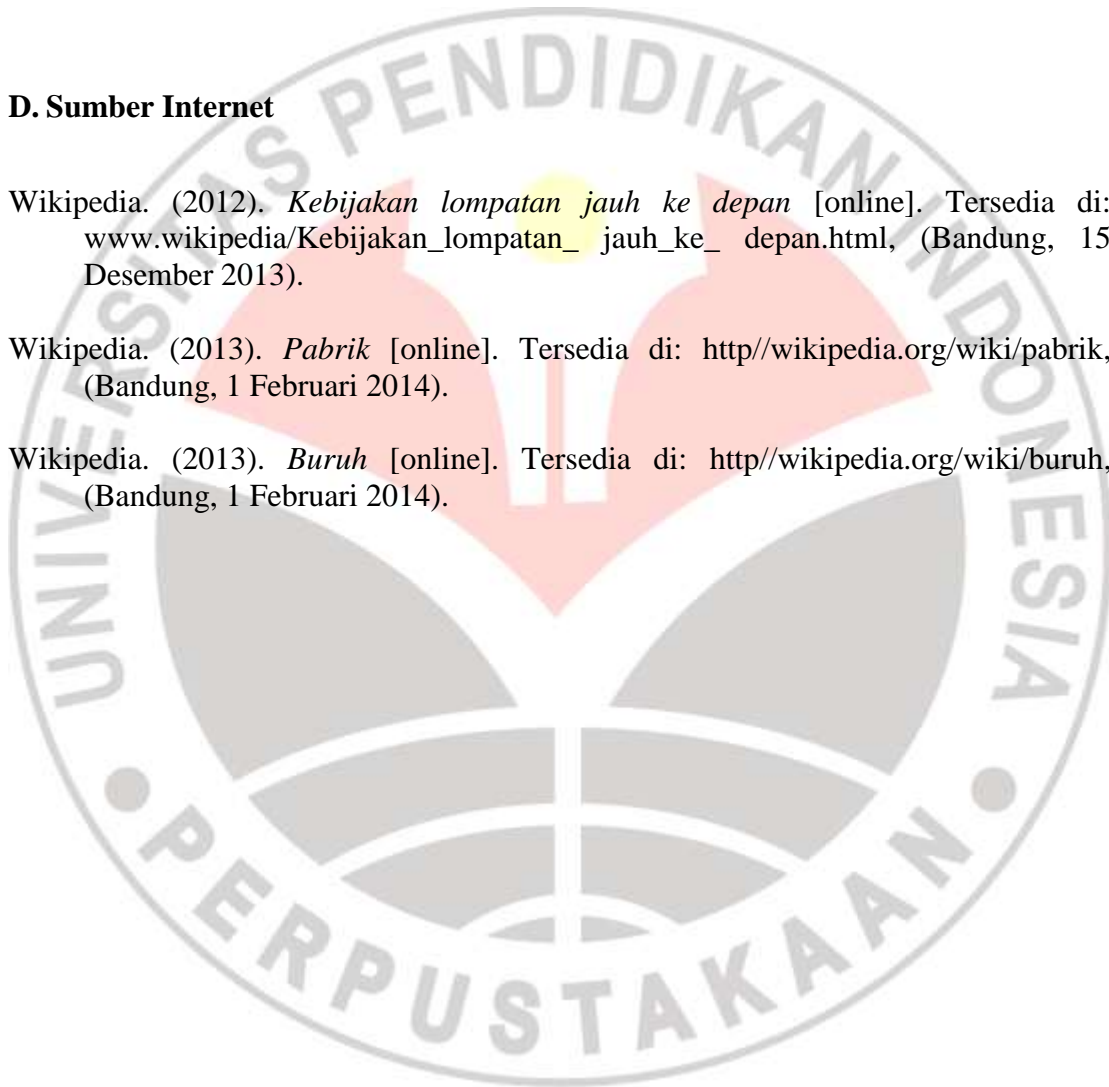 D. Sumber Internet
Wikipedia. (2012). Kebijakan lompatan jauh ke depan [online]. Tersedia di:
www.wikipedia/Kebijakan_lompatan_ jauh_ke_ depan.html, (Bandung, 15
Desember 2013).
Wikipedia. (2013). Pabrik [online]. Tersedia di: http//wikipedia.org/wiki/pabrik,
(Bandung, 1 Februari 2014).
Wikipedia. (2013). Buruh [online]. Tersedia di: http//wikipedia.org/wiki/buruh,
(Bandung, 1 Februari 2014).
UNIVERSITAS PENDIDIKAN INDONESIA
PERPUSTAKAAN